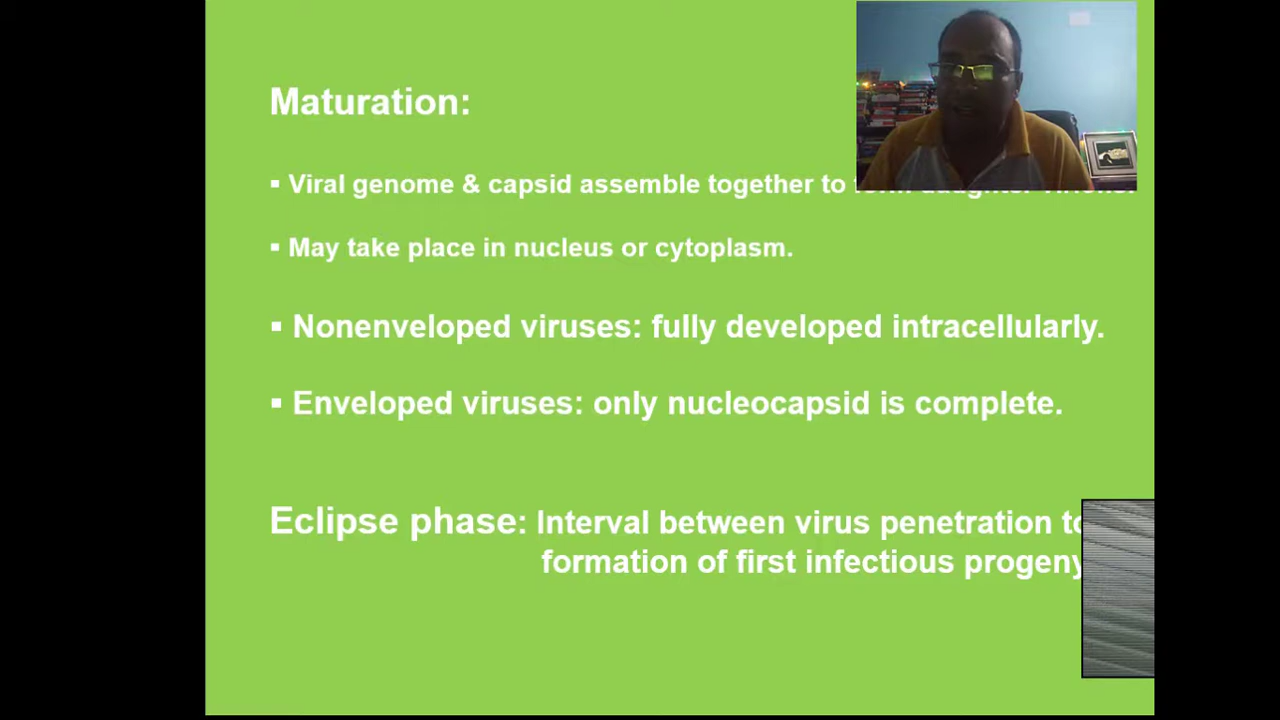 Maturation:
▪ Viral genome & capsid assemble together to
▪ May take place in nucleus or cytoplasm.
▪ Nonenveloped viruses: fully developed intracellularly.
▪ Enveloped viruses: only nucleocapsid is complete.
Eclipse phase: Interval between virus penetration to
formation of first infectious progeny